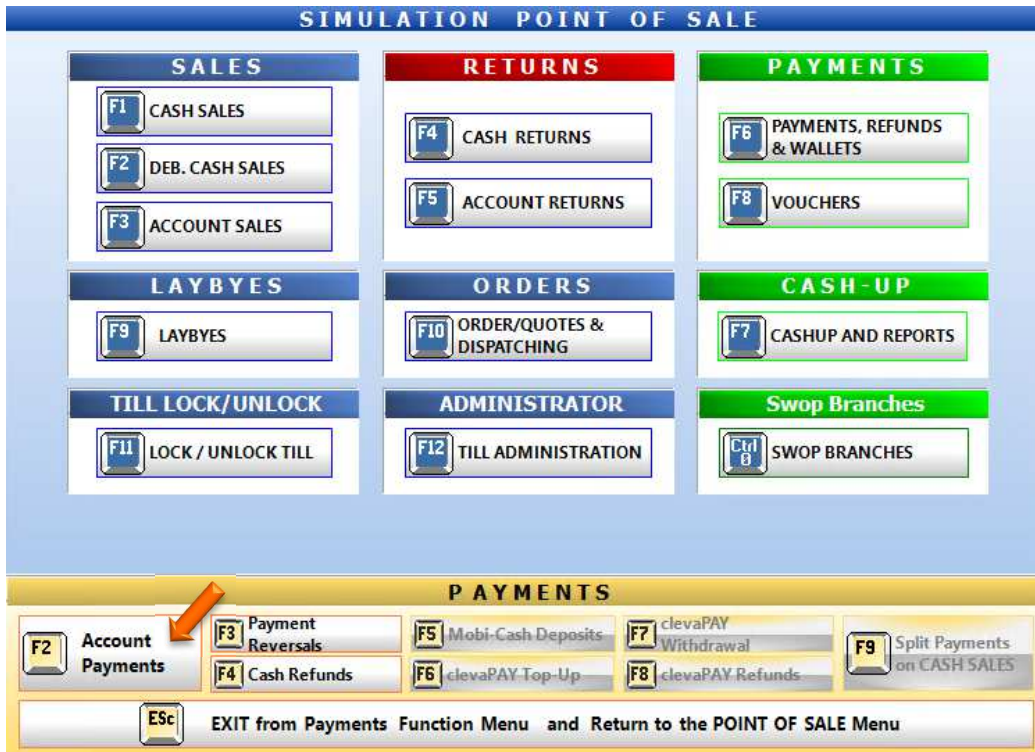 SIMULATION POINT OF SALE
SALES
F1 CASH SALES
F2 DEB. CASH SALES
F3 ACCOUNT SALES
RETURNS
F4 CASH RETURNS
F5 ACCOUNT RETURNS
PAYMENTS
F6 PAYMENTS, REFUNDS
& WALLETS
F8 VOUCHERS
LAYBYES
F9 LAYBYES
ORDERS
F10 ORDER/QUOTES &
DISPATCHING
CASH-UP
F7 CASHUP AND REPORTS
TILL LOCK/UNLOCK
F11 LOCK / UNLOCK TILL
ADMINISTRATOR
F12 TILL ADMINISTRATION
Swop Branches
Ctrl
0
SWOP BRANCHES
PAYMENTS
F2 Account
Payments
F3 Payment
Reversals
F4 Cash Refunds
F5 Mobi-Cash Deposits
F6 clevaPAY Top-Up
F7 clevaPAY
Withdrawal
F8 clevaPAY Refunds
F9 Split Payments
on CASH SALES
ESc EXIT from Payments Function Menu and Return to the POINT OF SALE Menu